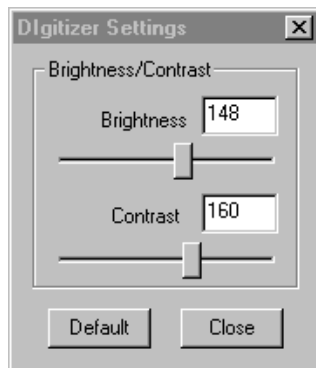 DIgitizer Settings
Brightness/Contrast
Brightness 148
Contrast 160
Default Close